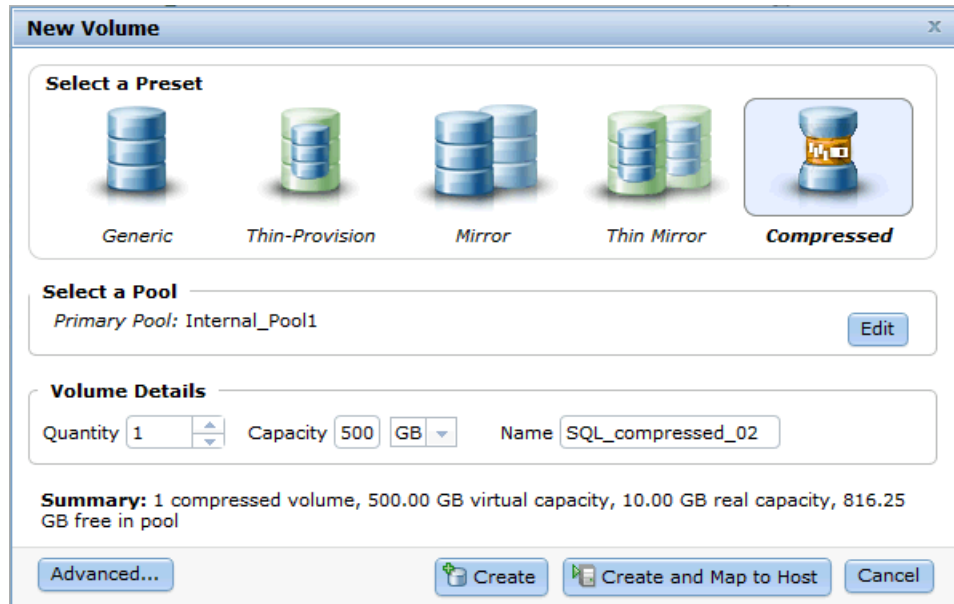 New Volume x
Select a Preset
Generic Thin-Provision Mirror Thin Mirror Compressed
Select a Pool
Primary Pool: Internal_Pool1 Edit
Volume Details
Quantity 1 Capacity 500 GB Name SQL_compressed_02
Summary: 1 compressed volume, 500.00 GB virtual capacity, 10.00 GB real capacity, 816.25
GB free in pool
Advanced... Create Create and Map to Host Cancel